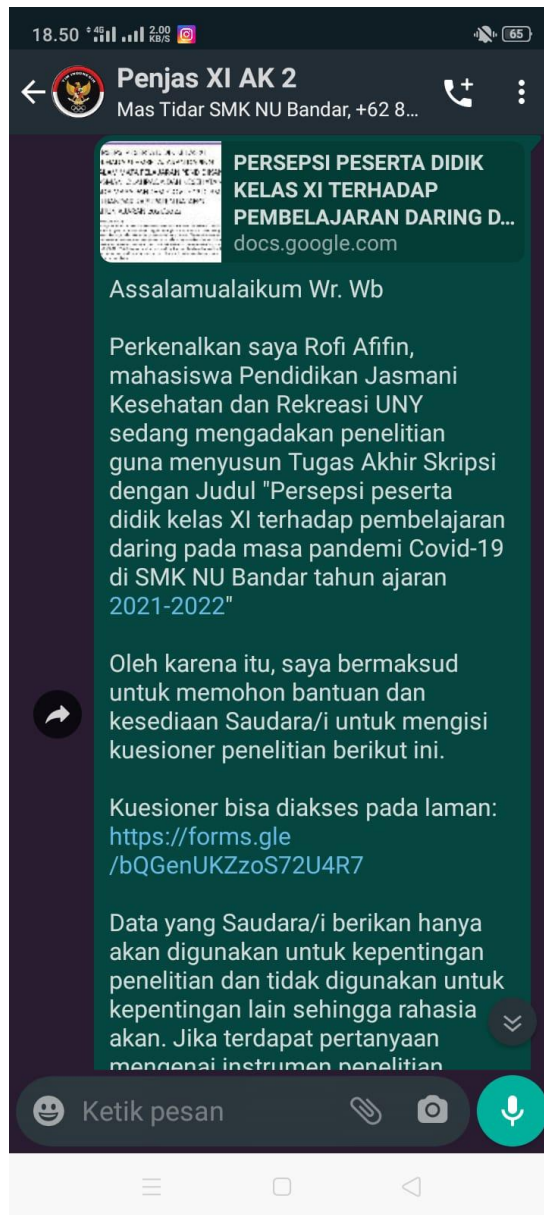 18.50
4G
2.00
KB/S
65
Penjas XI AK 2
Mas Tidar SMK NU Bandar, +62 8...
PERSEPSI PESERTA DIDIK
KELAS XI TERHADAP
PEMBELAJARAN DARING D...
docs.google.com
Assalamualaikum Wr. Wb
Perkenalkan saya Rofi Afifin,
mahasiswa Pendidikan Jasmani
Kesehatan dan Rekreasi UNY
sedang mengadakan penelitian
guna menyusun Tugas Akhir Skripsi
dengan Judul "Persepsi peserta
didik kelas XI terhadap pembelajaran
daring pada masa pandemi Covid-19
di SMK NU Bandar tahun ajaran
2021-2022"
Oleh karena itu, saya bermaksud
untuk memohon bantuan dan
kesediaan Saudara/i untuk mengisi
kuesioner penelitian berikut ini.
Kuesioner bisa diakses pada laman:
https://forms.gle
/bQGenUKZzoS72U4R7
Data yang Saudara/i berikan hanya
akan digunakan untuk kepentingan
penelitian dan tidak digunakan untuk
kepentingan lain sehingga rahasia
akan. Jika terdapat pertanyaan
mengenai instrumen penelitian
Ketik pesan